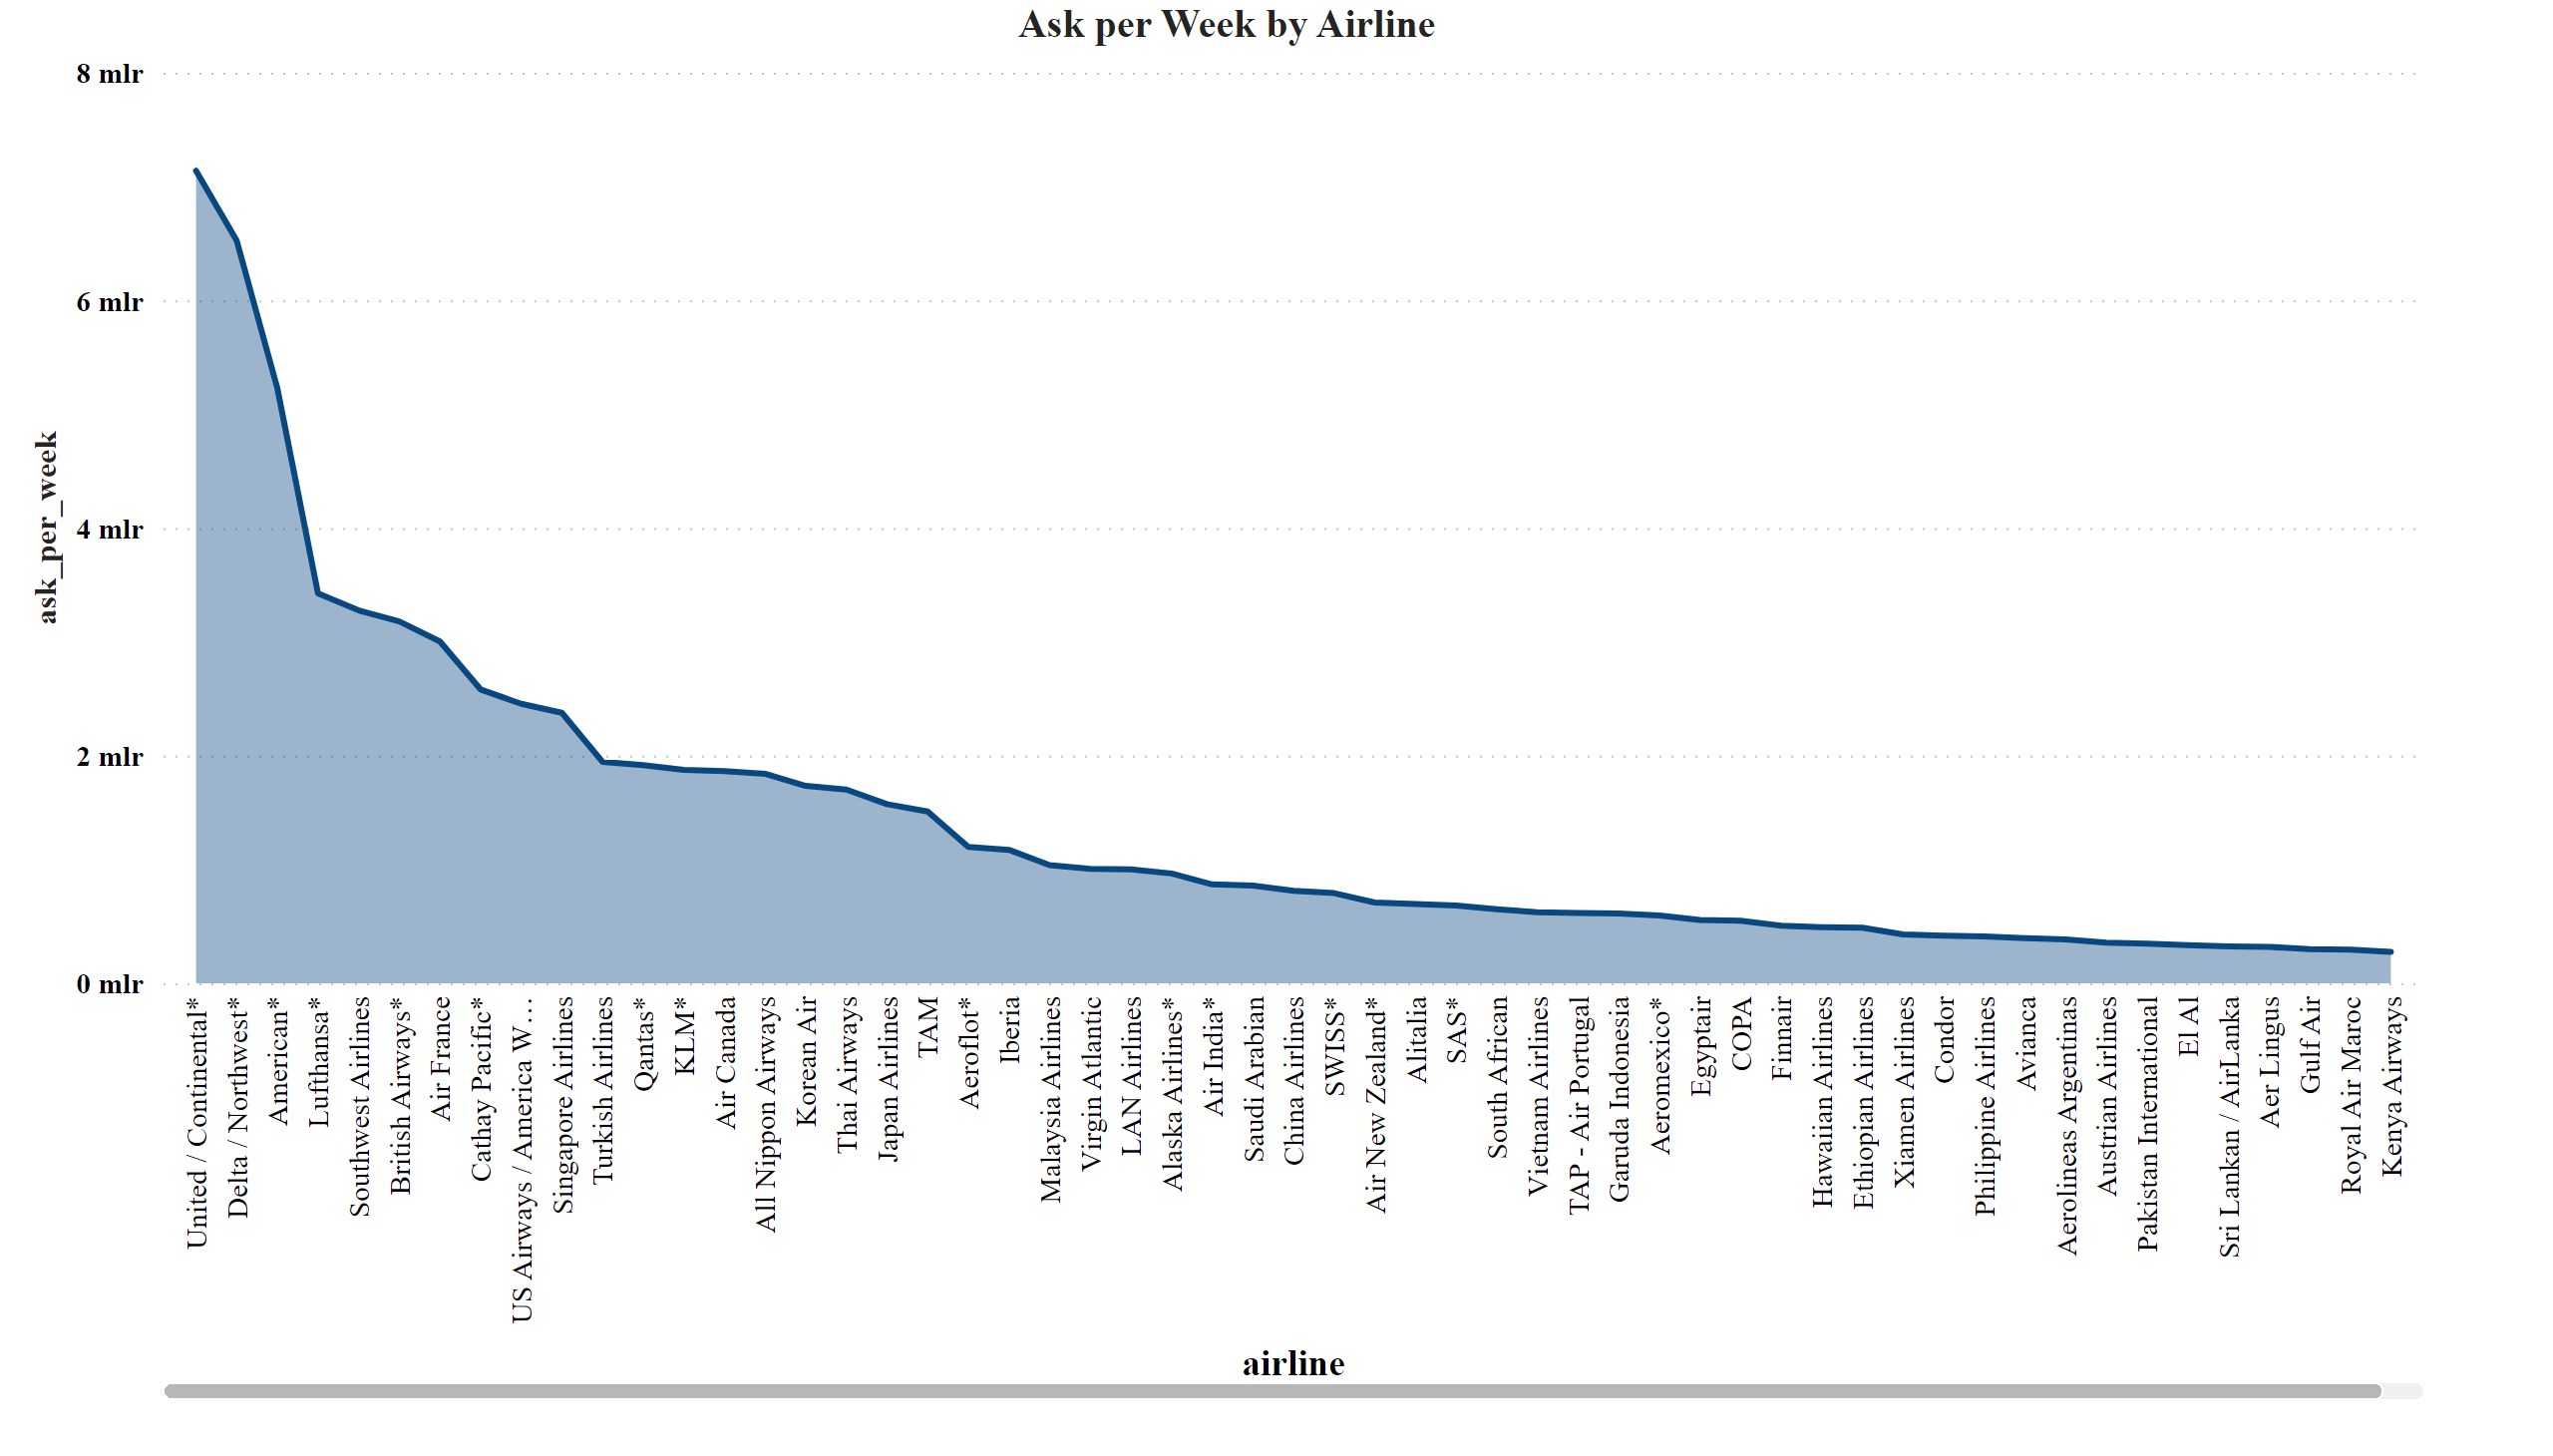 Ask per Week by Airline
8 mlr
6 mlr
4 mlr
2 mlr
0 mlr
ask_per_week
United / Continental*
Delta / Northwest*
American*
Lufthansa*
Southwest Airlines
British Airways*
Air France
Cathay Pacific*
US Airways / America W…
Singapore Airlines
Turkish Airlines
Qantas*
KLM*
Air Canada
All Nippon Airways
Korean Air
Thai Airways
Japan Airlines
TAM
Aeroflot*
Iberia
Malaysia Airlines
Virgin Atlantic
LAN Airlines
Alaska Airlines*
Air India*
Saudi Arabian
China Airlines
SWISS*
Air New Zealand*
Alitalia
SAS*
South African
Vietnam Airlines
TAP - Air Portugal
Garuda Indonesia
Aeromexico*
Egyptair
COPA
Finnair
Hawaiian Airlines
Ethiopian Airlines
Xiamen Airlines
Condor
Philippine Airlines
Avianca
Aerolineas Argentinas
Austrian Airlines
Pakistan International
El Al
Sri Lankan / AirLanka
Aer Lingus
Gulf Air
Royal Air Maroc
Kenya Airways
airline